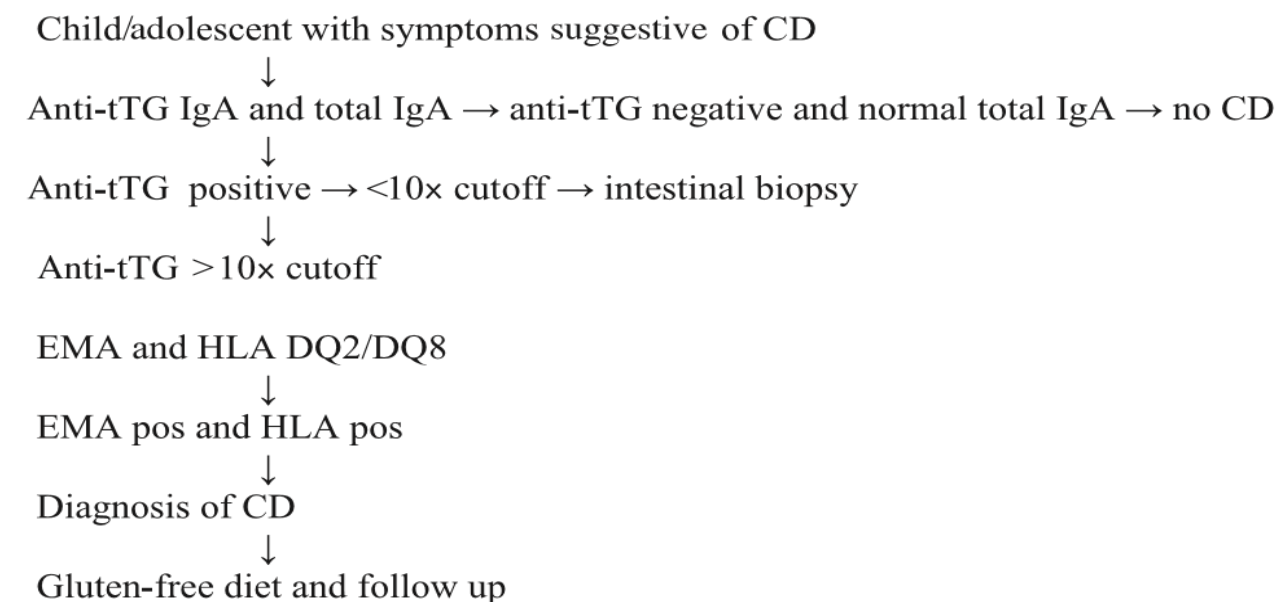 Child/adolescent with symptoms suggestive of CD
↓
Anti-tTG IgA and total IgA → anti-tTG negative and normal total IgA → no CD
↓
Anti-tTG positive → <10x cutoff → intestinal biopsy
↓
Anti-tTG >10x cutoff
EMA and HLA DQ2/DQ8
↓
EMA pos and HLA pos
↓
Diagnosis of CD
↓
Gluten-free diet and follow up